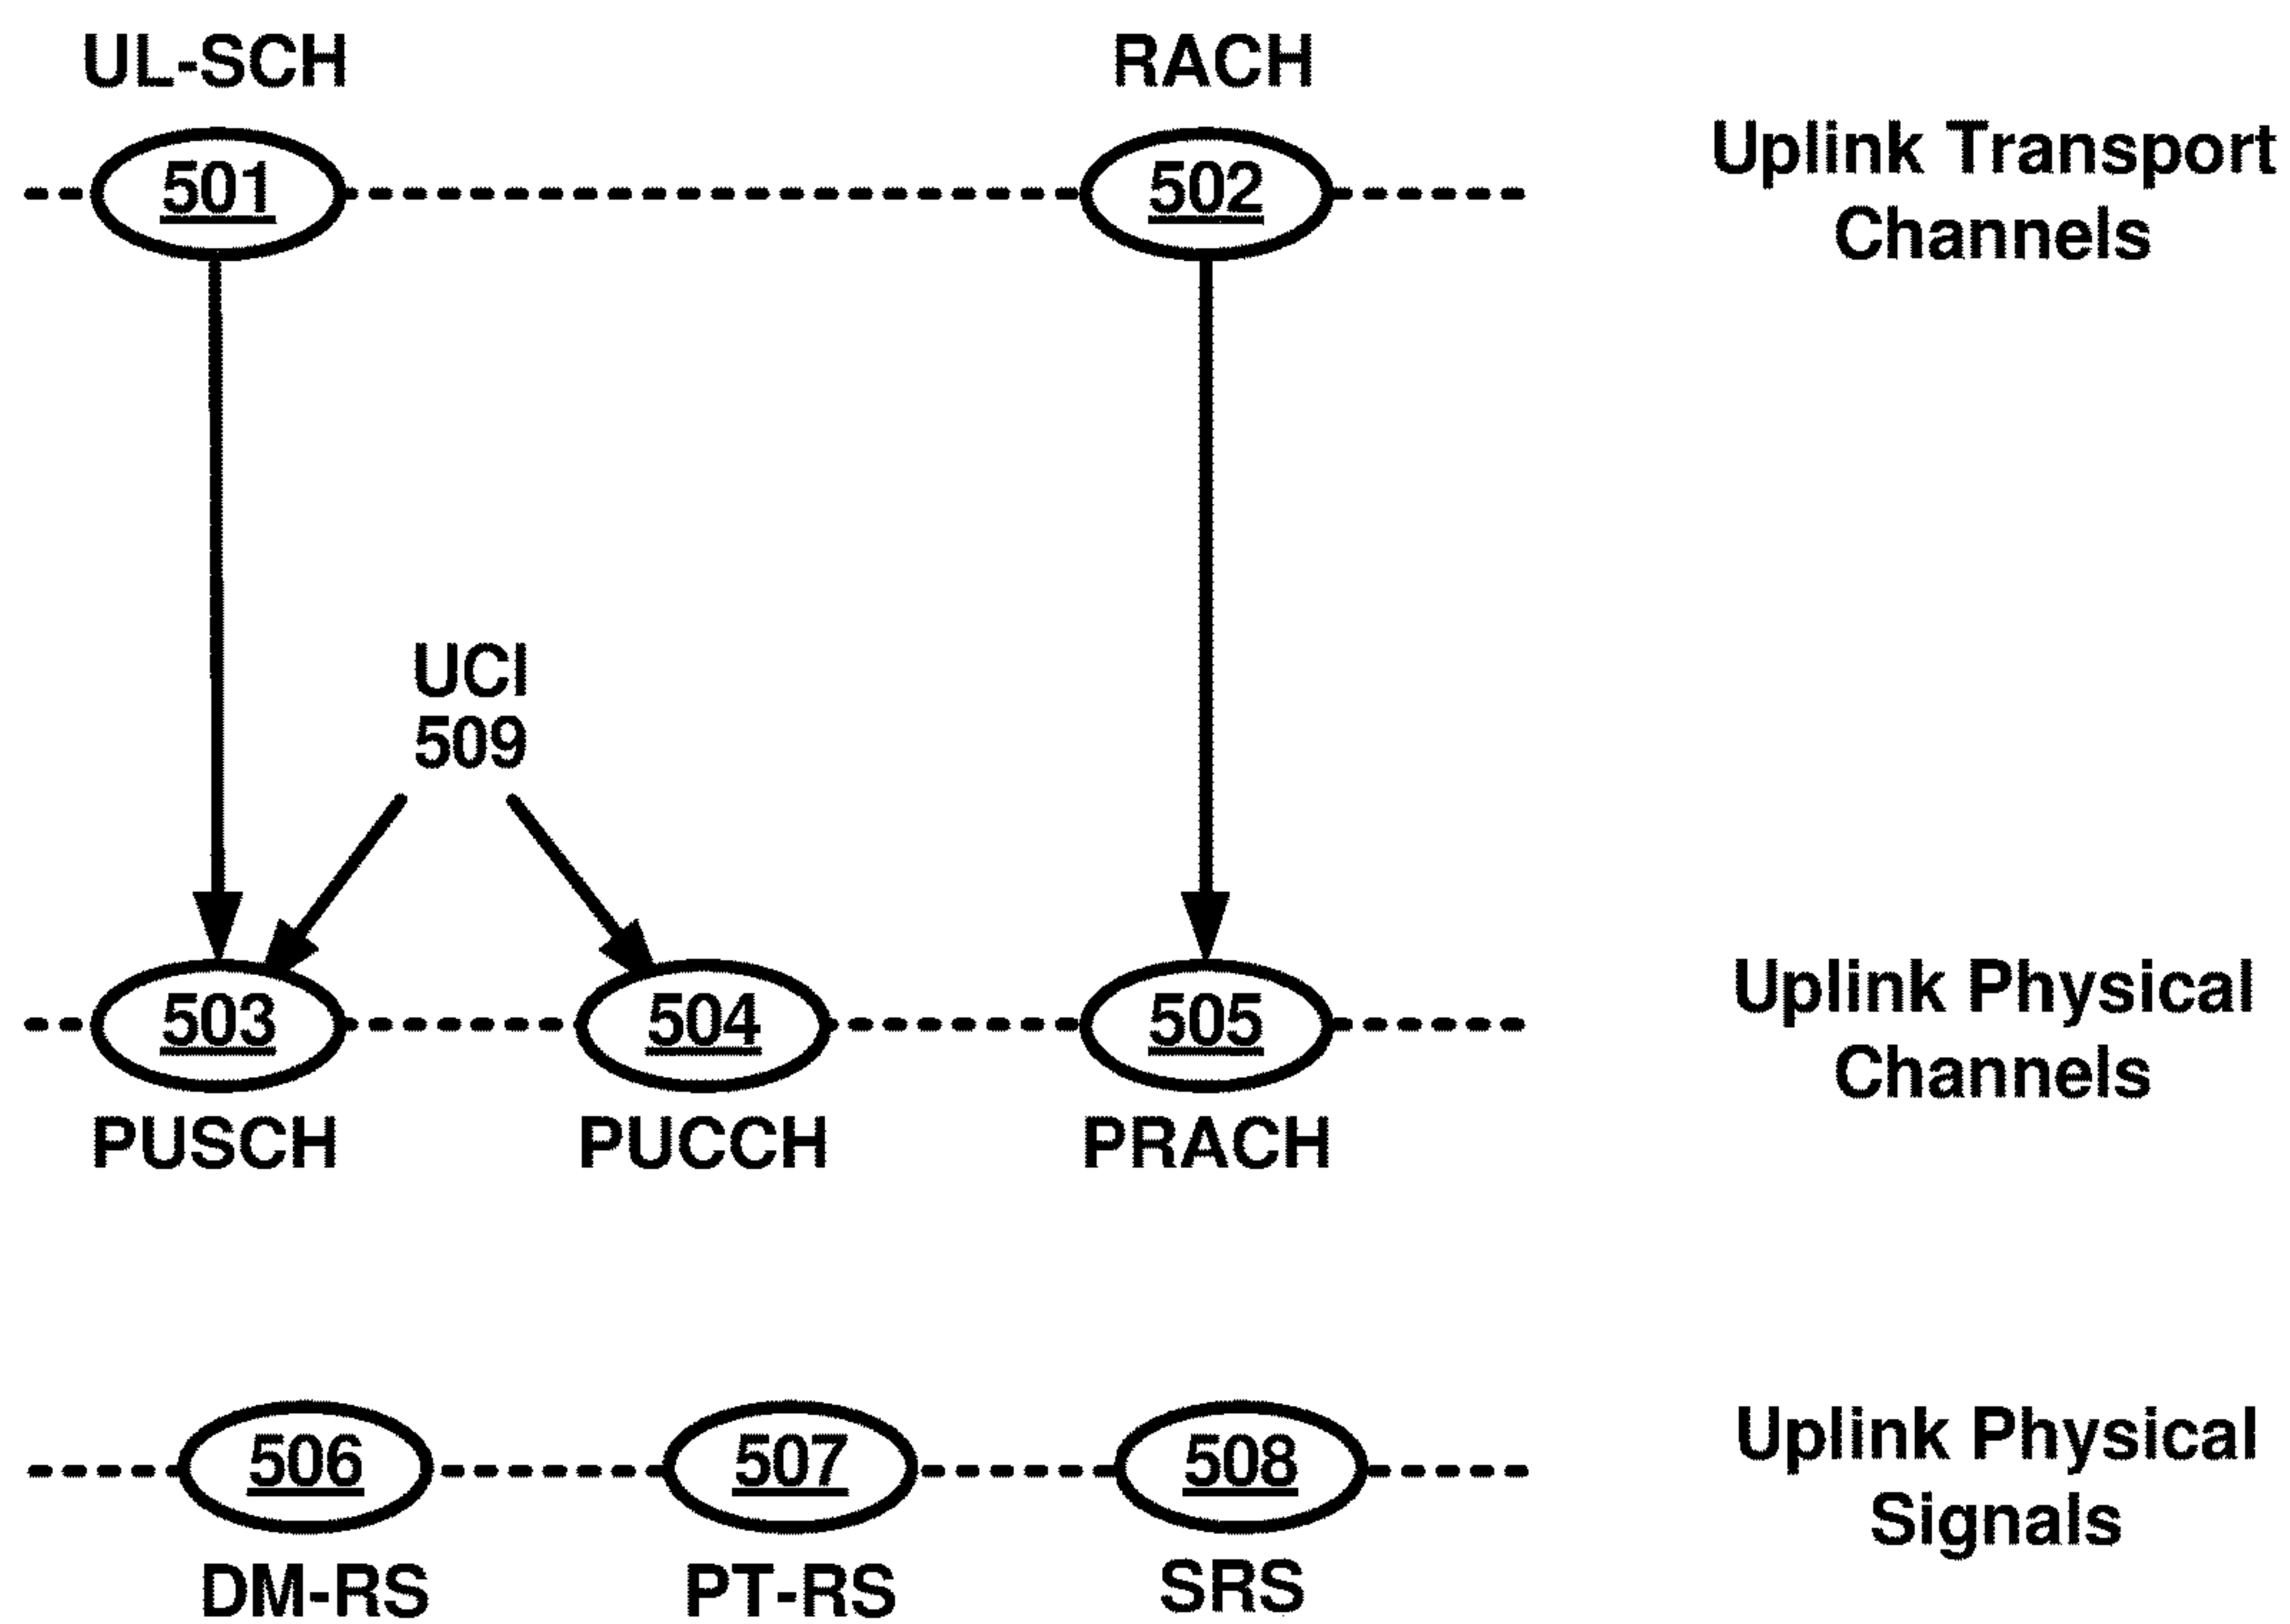 UL-SCH
RACH
501
502
Uplink Transport
Channels
UCI
509
503
504
505
Uplink Physical
Channels
PUSCH
PUCCH
PRACH
506
507
508
Uplink Physical
Signals
DM-RS
PT-RS
SRS